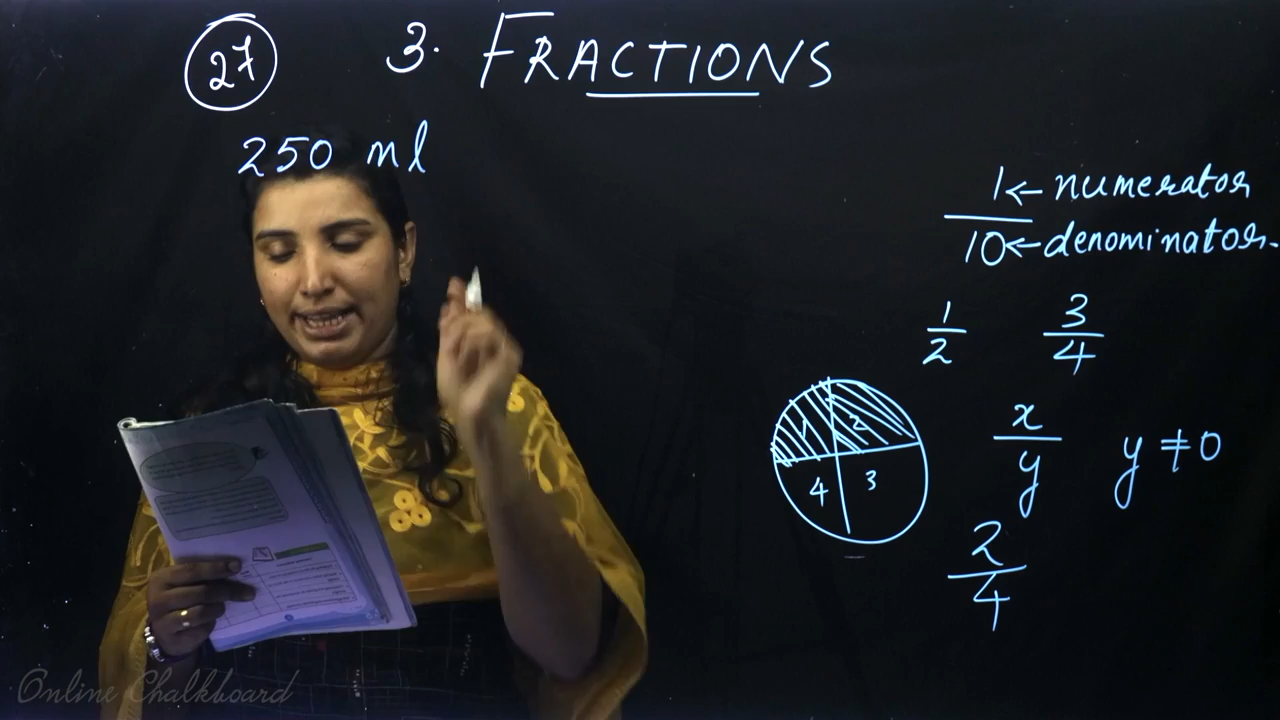 27
3. FRACTIONS
250 ml
1 ← numerator
10 ← denominator.
1/2 3/4
1 2
4 3
x/y y ≠ 0
2/4
Online Chalkboard